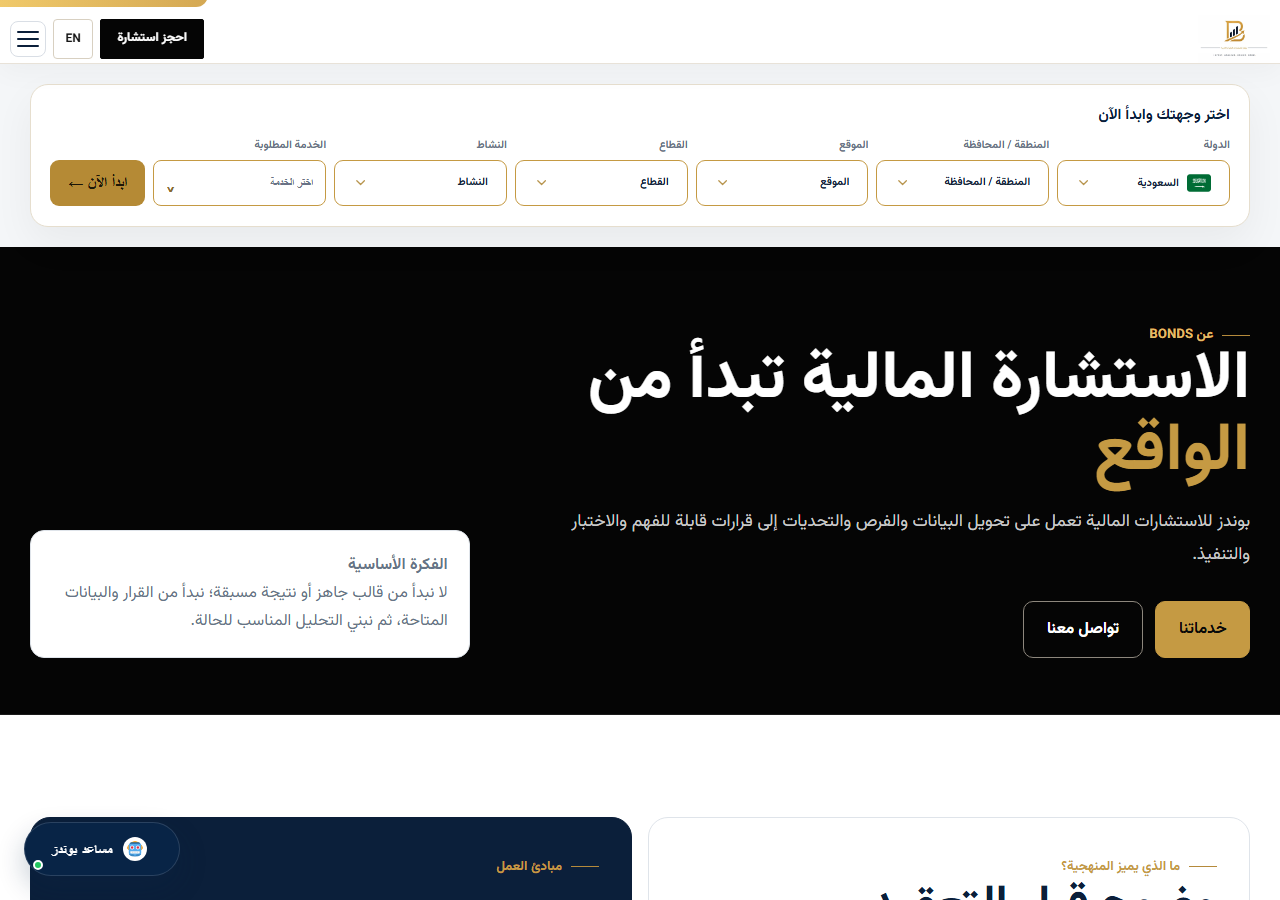 احجز استشارة
EN
اختر وجهتك وابدأ الآن
الدولة
المنطقة / المحافظة
الموقع
القطاع
النشاط
الخدمة المطلوبة
السعودية
المنطقة / المحافظة
الموقع
القطاع
النشاط
اختر الخدمة
ابدأ الآن ←
عن BONDS
الاستشارة المالية تبدأ من
الواقع
بوندز للاستشارات المالية تعمل على تحويل البيانات والفرص والتحديات إلى قرارات قابلة للفهم والاختبار
والتنفيذ.
خدماتنا
تواصل معنا
الفكرة الأساسية
لا نبدأ من قالب جاهز أو نتيجة مسبقة؛ نبدأ من القرار والبيانات
المتاحة، ثم نبني التحليل المناسب للحالة.
ما الذي يميز المنهجية؟
وضوح قبل التعقيد
مبادئ العمل
مساعد بوندز